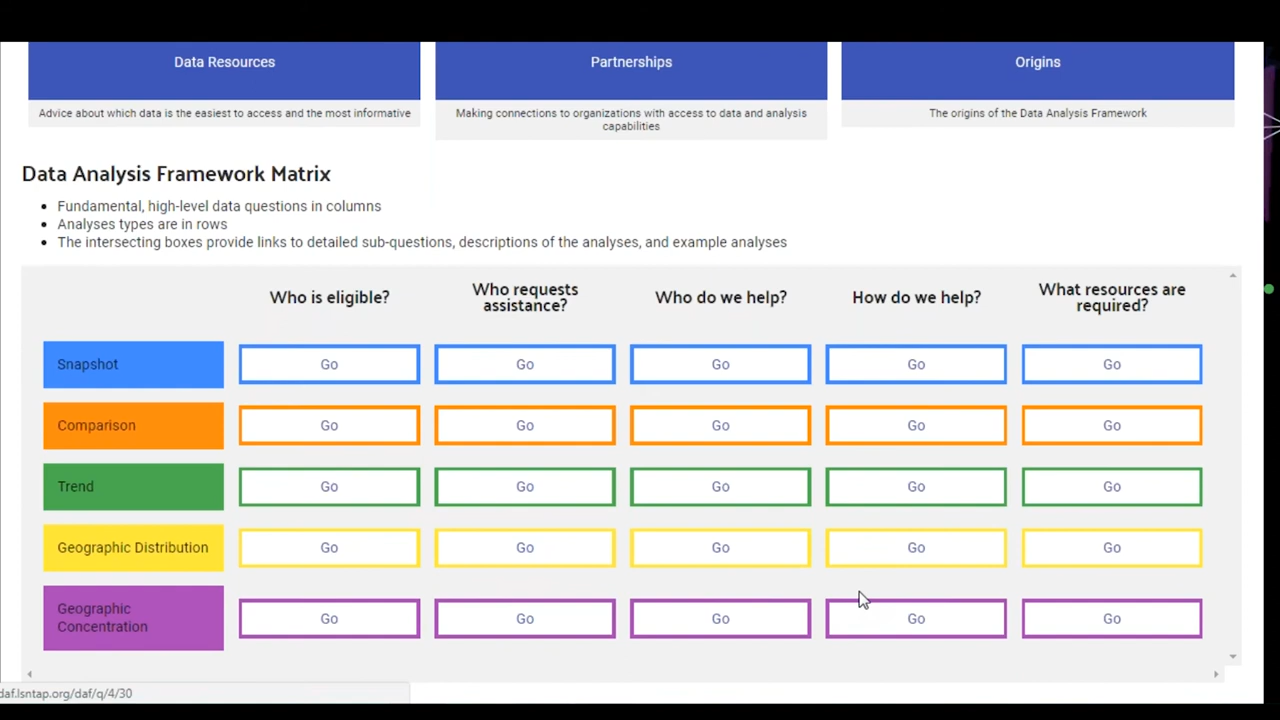 Data Resources
Partnerships
Origins
Advice about which data is the easiest to access and the most informative
Making connections to organizations with access to data and analysis
capabilities
The origins of the Data Analysis Framework
Data Analysis Framework Matrix
Fundamental, high-level data questions in columns
Analyses types are in rows
The intersecting boxes provide links to detailed sub-questions, descriptions of the analyses, and example analyses
Who is eligible?
Who requests
assistance?
Who do we help?
How do we help?
What resources are
required?
Snapshot Go Go Go Go Go
Comparison Go Go Go Go Go
Trend Go Go Go Go Go
Geographic Distribution Go Go Go Go Go
Geographic
Concentration Go Go Go Go Go
daf.lsntap.org/daf/q/4/30